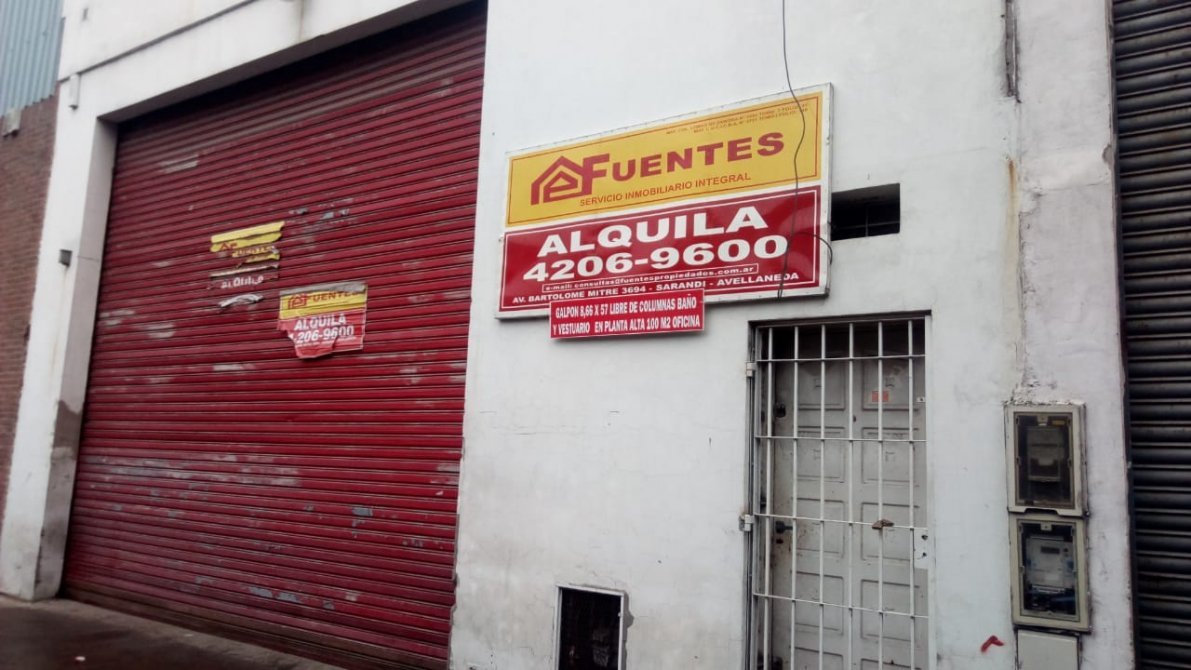 FUENTES
SERVICIO INMOBILIARIO INTEGRAL
ALQUILA
4206-9600
e-mail: consultas@fuentespropiedades.com.ar
AV. BARTOLOME MITRE 3694 - SARANDI - AVELLANEDA
GALPON 8,66 X 57 LIBRE DE COLUMNAS BAÑO
Y VESTUARIO EN PLANTA ALTA 100 M2 OFICINA
ALQUILA
FUENTES
ALQUILA
4206-9600